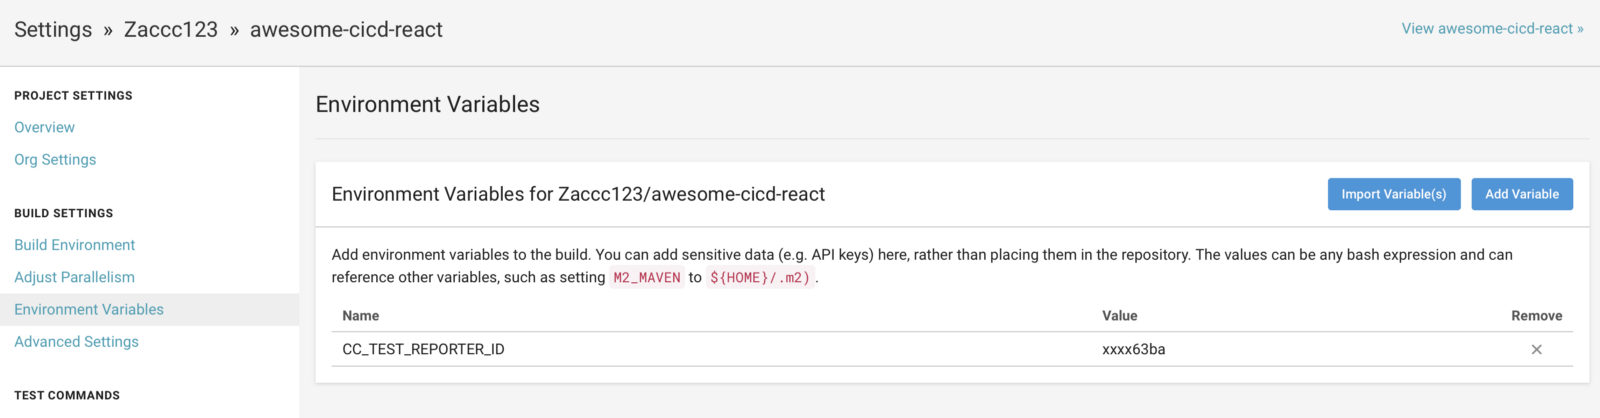 Settings » Zaccc123 » awesome-cicd-react
View awesome-cicd-react »
PROJECT SETTINGS
Overview
Org Settings
BUILD SETTINGS
Build Environment
Adjust Parallelism
Environment Variables
Advanced Settings
TEST COMMANDS
Environment Variables
Environment Variables for Zaccc123/awesome-cicd-react
Import Variable(s)
Add Variable
Add environment variables to the build. You can add sensitive data (e.g. API keys) here, rather than placing them in the repository. The values can be any bash expression and can
reference other variables, such as setting M2_MAVEN to ${HOME}/.m2).
Name Value Remove
CC_TEST_REPORTER_ID xxxx63ba ×